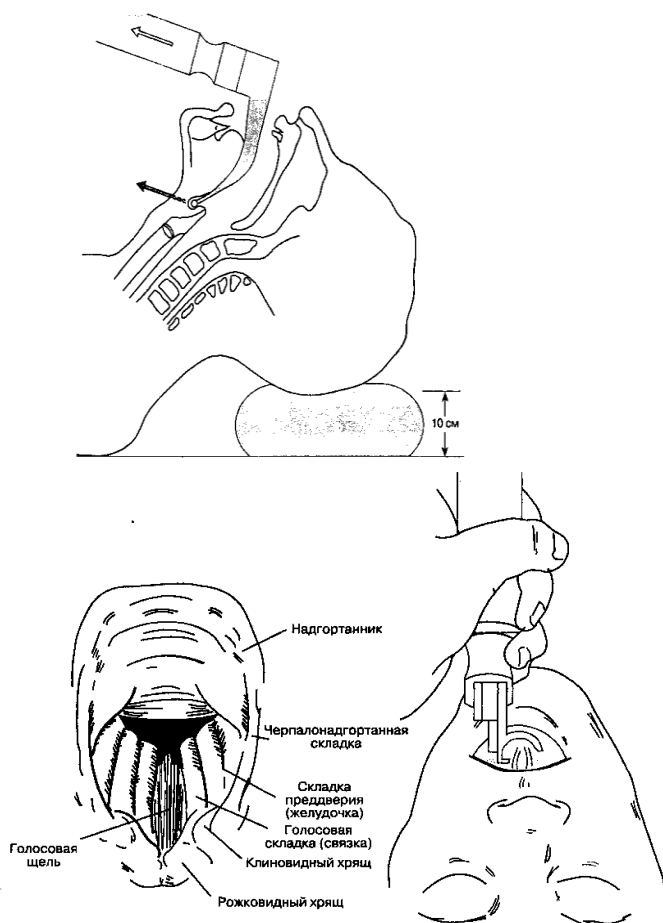 10 см
Надгортанник
Черпалонадгортанная
складка
Складка
преддверия
(желудочка)
Голосовая
складка (связка)
Голосовая
щель
Клиновидный хрящ
Рожковидный хрящ